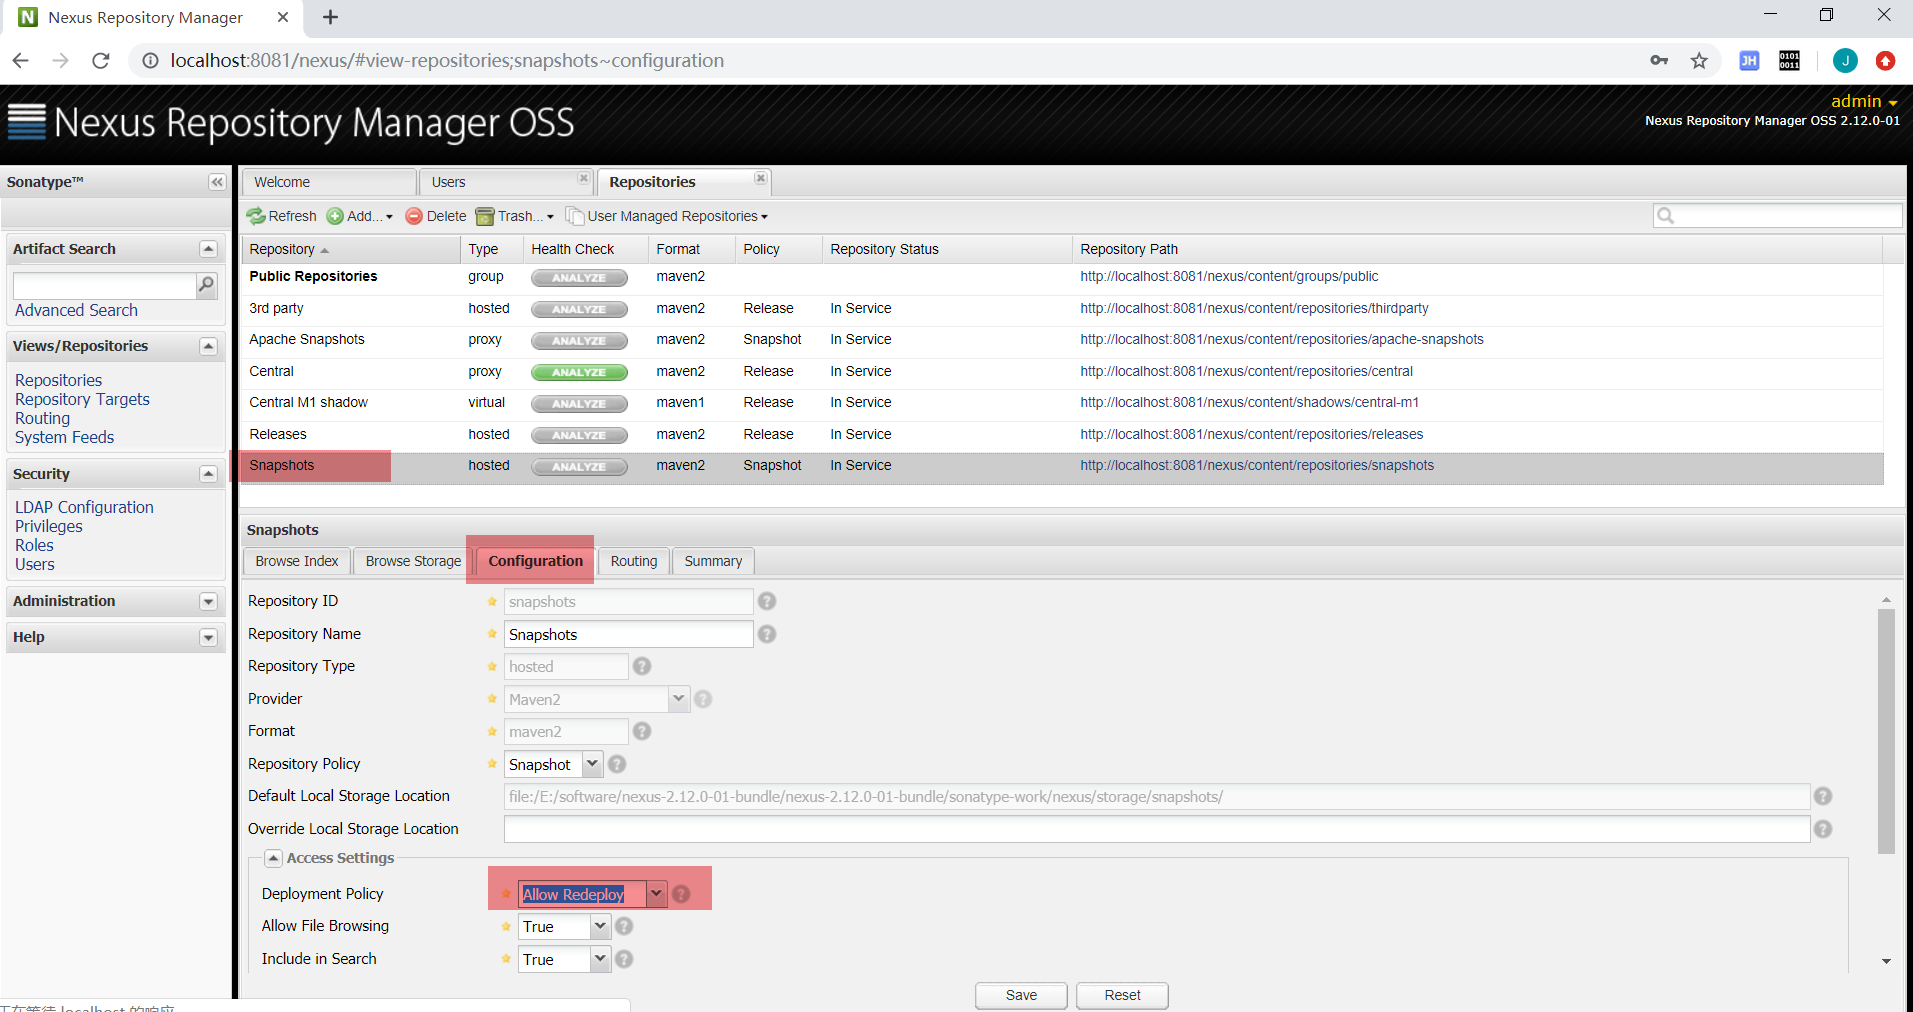 Nexus Repository Manager
localhost:8081/nexus/#view-repositories;snapshots~configuration
JH
0101
0011
J
Nexus Repository Manager OSS
admin
Nexus Repository Manager OSS 2.12.0-01
Sonatype™
Welcome
Users
Repositories
Refresh
Add...
Delete
Trash...
User Managed Repositories
Artifact Search
Advanced Search
Views/Repositories
Repositories
Repository Targets
Routing
System Feeds
Security
LDAP Configuration
Privileges
Roles
Users
Administration
Help
Repository Type Health Check Format Policy Repository Status Repository Path
Public Repositories group ANALYZE maven2 http://localhost:8081/nexus/content/groups/public
3rd party hosted ANALYZE maven2 Release In Service http://localhost:8081/nexus/content/repositories/thirdparty
Apache Snapshots proxy ANALYZE maven2 Snapshot In Service http://localhost:8081/nexus/content/repositories/apache-snapshots
Central proxy ANALYZE maven2 Release In Service http://localhost:8081/nexus/content/repositories/central
Central M1 shadow virtual ANALYZE maven1 Release In Service http://localhost:8081/nexus/content/shadows/central-m1
Releases hosted ANALYZE maven2 Release In Service http://localhost:8081/nexus/content/repositories/releases
Snapshots hosted ANALYZE maven2 Snapshot In Service http://localhost:8081/nexus/content/repositories/snapshots
Snapshots
Browse Index
Browse Storage
Configuration
Routing
Summary
Repository ID snapshots
Repository Name Snapshots
Repository Type hosted
Provider Maven2
Format maven2
Repository Policy Snapshot
Default Local Storage Location file:/E:/software/nexus-2.12.0-01-bundle/nexus-2.12.0-01-bundle/sonatype-work/nexus/storage/snapshots/
Override Local Storage Location
Access Settings
Deployment Policy Allow Redeploy
Allow File Browsing True
Include in Search True
Save
Reset
正在等待 localhost 的响应